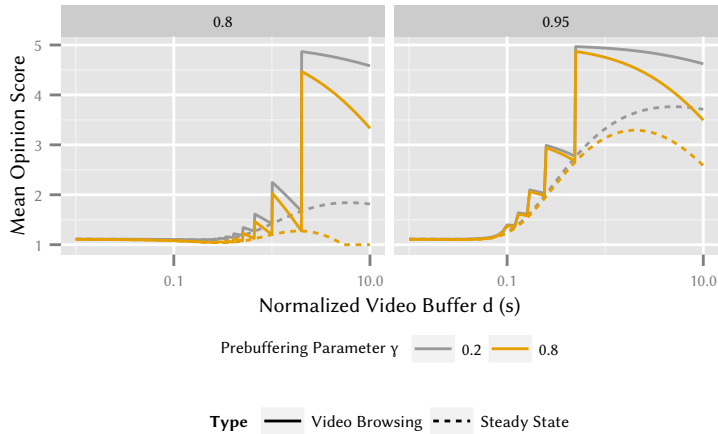 0.8
0.95
5
4
3
2
1
Mean Opinion Score
0.1
10.0
0.1
10.0
Normalized Video Buffer d (s)
Prebuffering Parameter γ 0.2 0.8
Type Video Browsing Steady State